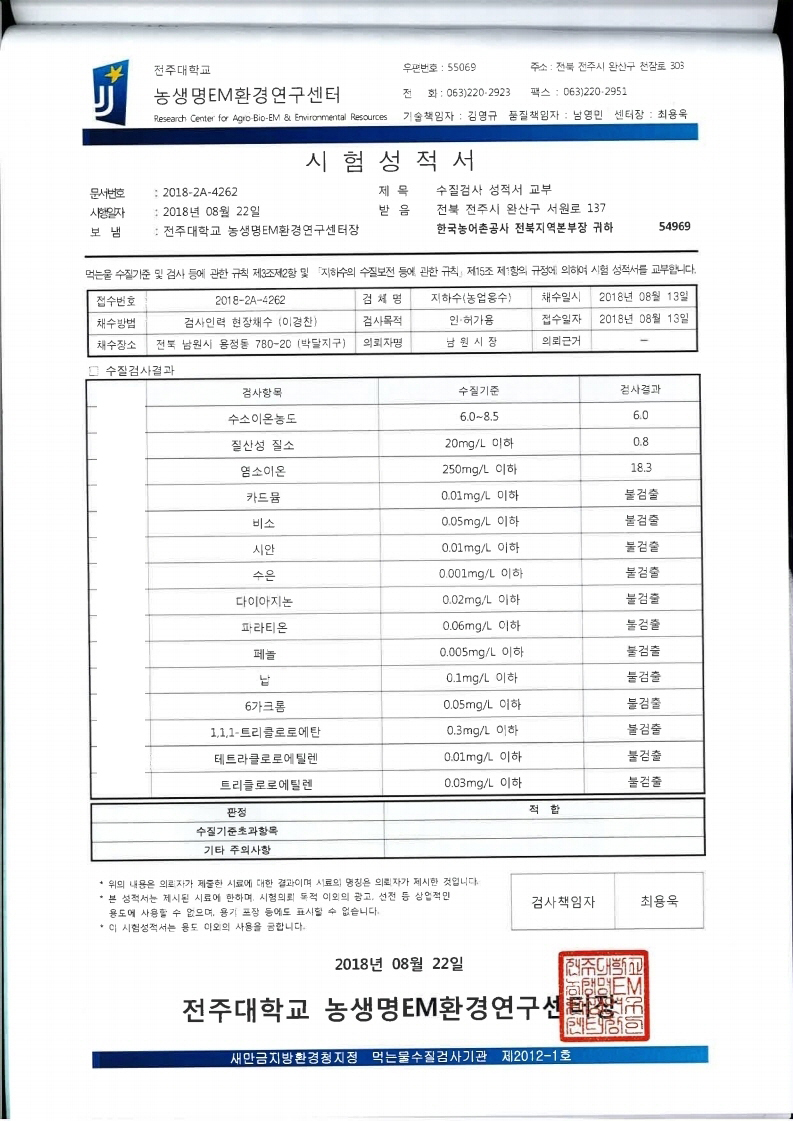 전주대학교 우편번호 : 55069 주소 : 전북 전주시 완산구 천잠로 303
농생명EM환경연구센터 전 화 : 063)220-2923 팩스 : 063)220-2951
Research Center for Agro-Bio-EM & Environmental Resources 기술책임자 : 김영규 품질책임자 : 남영민 센터장 : 최용욱
시 험 성 적 서
문서번호 : 2018-2A-4262 제 목 수질검사 성적서 교부
시행일자 : 2018년 08월 22일 받 음 전북 전주시 완산구 서원로 137
보 냄 : 전주대학교 농생명EM환경연구센터장 한국농어촌공사 전북지역본부장 귀하 54969
먹는물 수질기준 및 검사 등에 관한 규칙 제3조제2항 및 「지하수의 수질보전 등에 관한 규칙」 제15조 제1항의 규정에 의하여 시험 성적서를 교부합니다.
접수번호 2018-2A-4262 검 체 명 지하수(농업용수) 채수일시 2018년 08월 13일
채수방법 검사인력 현장채수 (이경찬) 검사목적 인·허가용 접수일자 2018년 08월 13일
채수장소 전북 남원시 용정동 780-20 (박달지구) 의뢰자명 남 원 시 장 의뢰근거 –
□ 수질검사결과
검사항목 수질기준 검사결과
수소이온농도 6.0~8.5 6.0
질산성 질소 20mg/L 이하 0.8
염소이온 250mg/L 이하 18.3
카드뮴 0.01mg/L 이하 불검출
비소 0.05mg/L 이하 불검출
시안 0.01mg/L 이하 불검출
수은 0.001mg/L 이하 불검출
다이아지논 0.02mg/L 이하 불검출
파라티온 0.06mg/L 이하 불검출
페놀 0.005mg/L 이하 불검출
납 0.1mg/L 이하 불검출
6가크롬 0.05mg/L 이하 불검출
1,1,1-트리클로로에탄 0.3mg/L 이하 불검출
테트라클로로에틸렌 0.01mg/L 이하 불검출
트리클로로에틸렌 0.03mg/L 이하 불검출
판정 적 합
수질기준초과항목
기타 주의사항
* 위의 내용은 의뢰자가 제출한 시료에 대한 결과이며 시료의 명칭은 의뢰자가 제시한 것입니다.
* 본 성적서는 제시된 시료에 한하며, 시험의뢰 목적 이외의 광고, 선전 등 상업적인
용도에 사용할 수 없으며, 용기 포장 등에도 표시할 수 없습니다.
* 이 시험성적서는 용도 이외의 사용을 금합니다.
검사책임자 최용욱
2018년 08월 22일
전주대학교 농생명EM환경연구센터장
새만금지방환경청지정 먹는물수질검사기관 제2012-1호